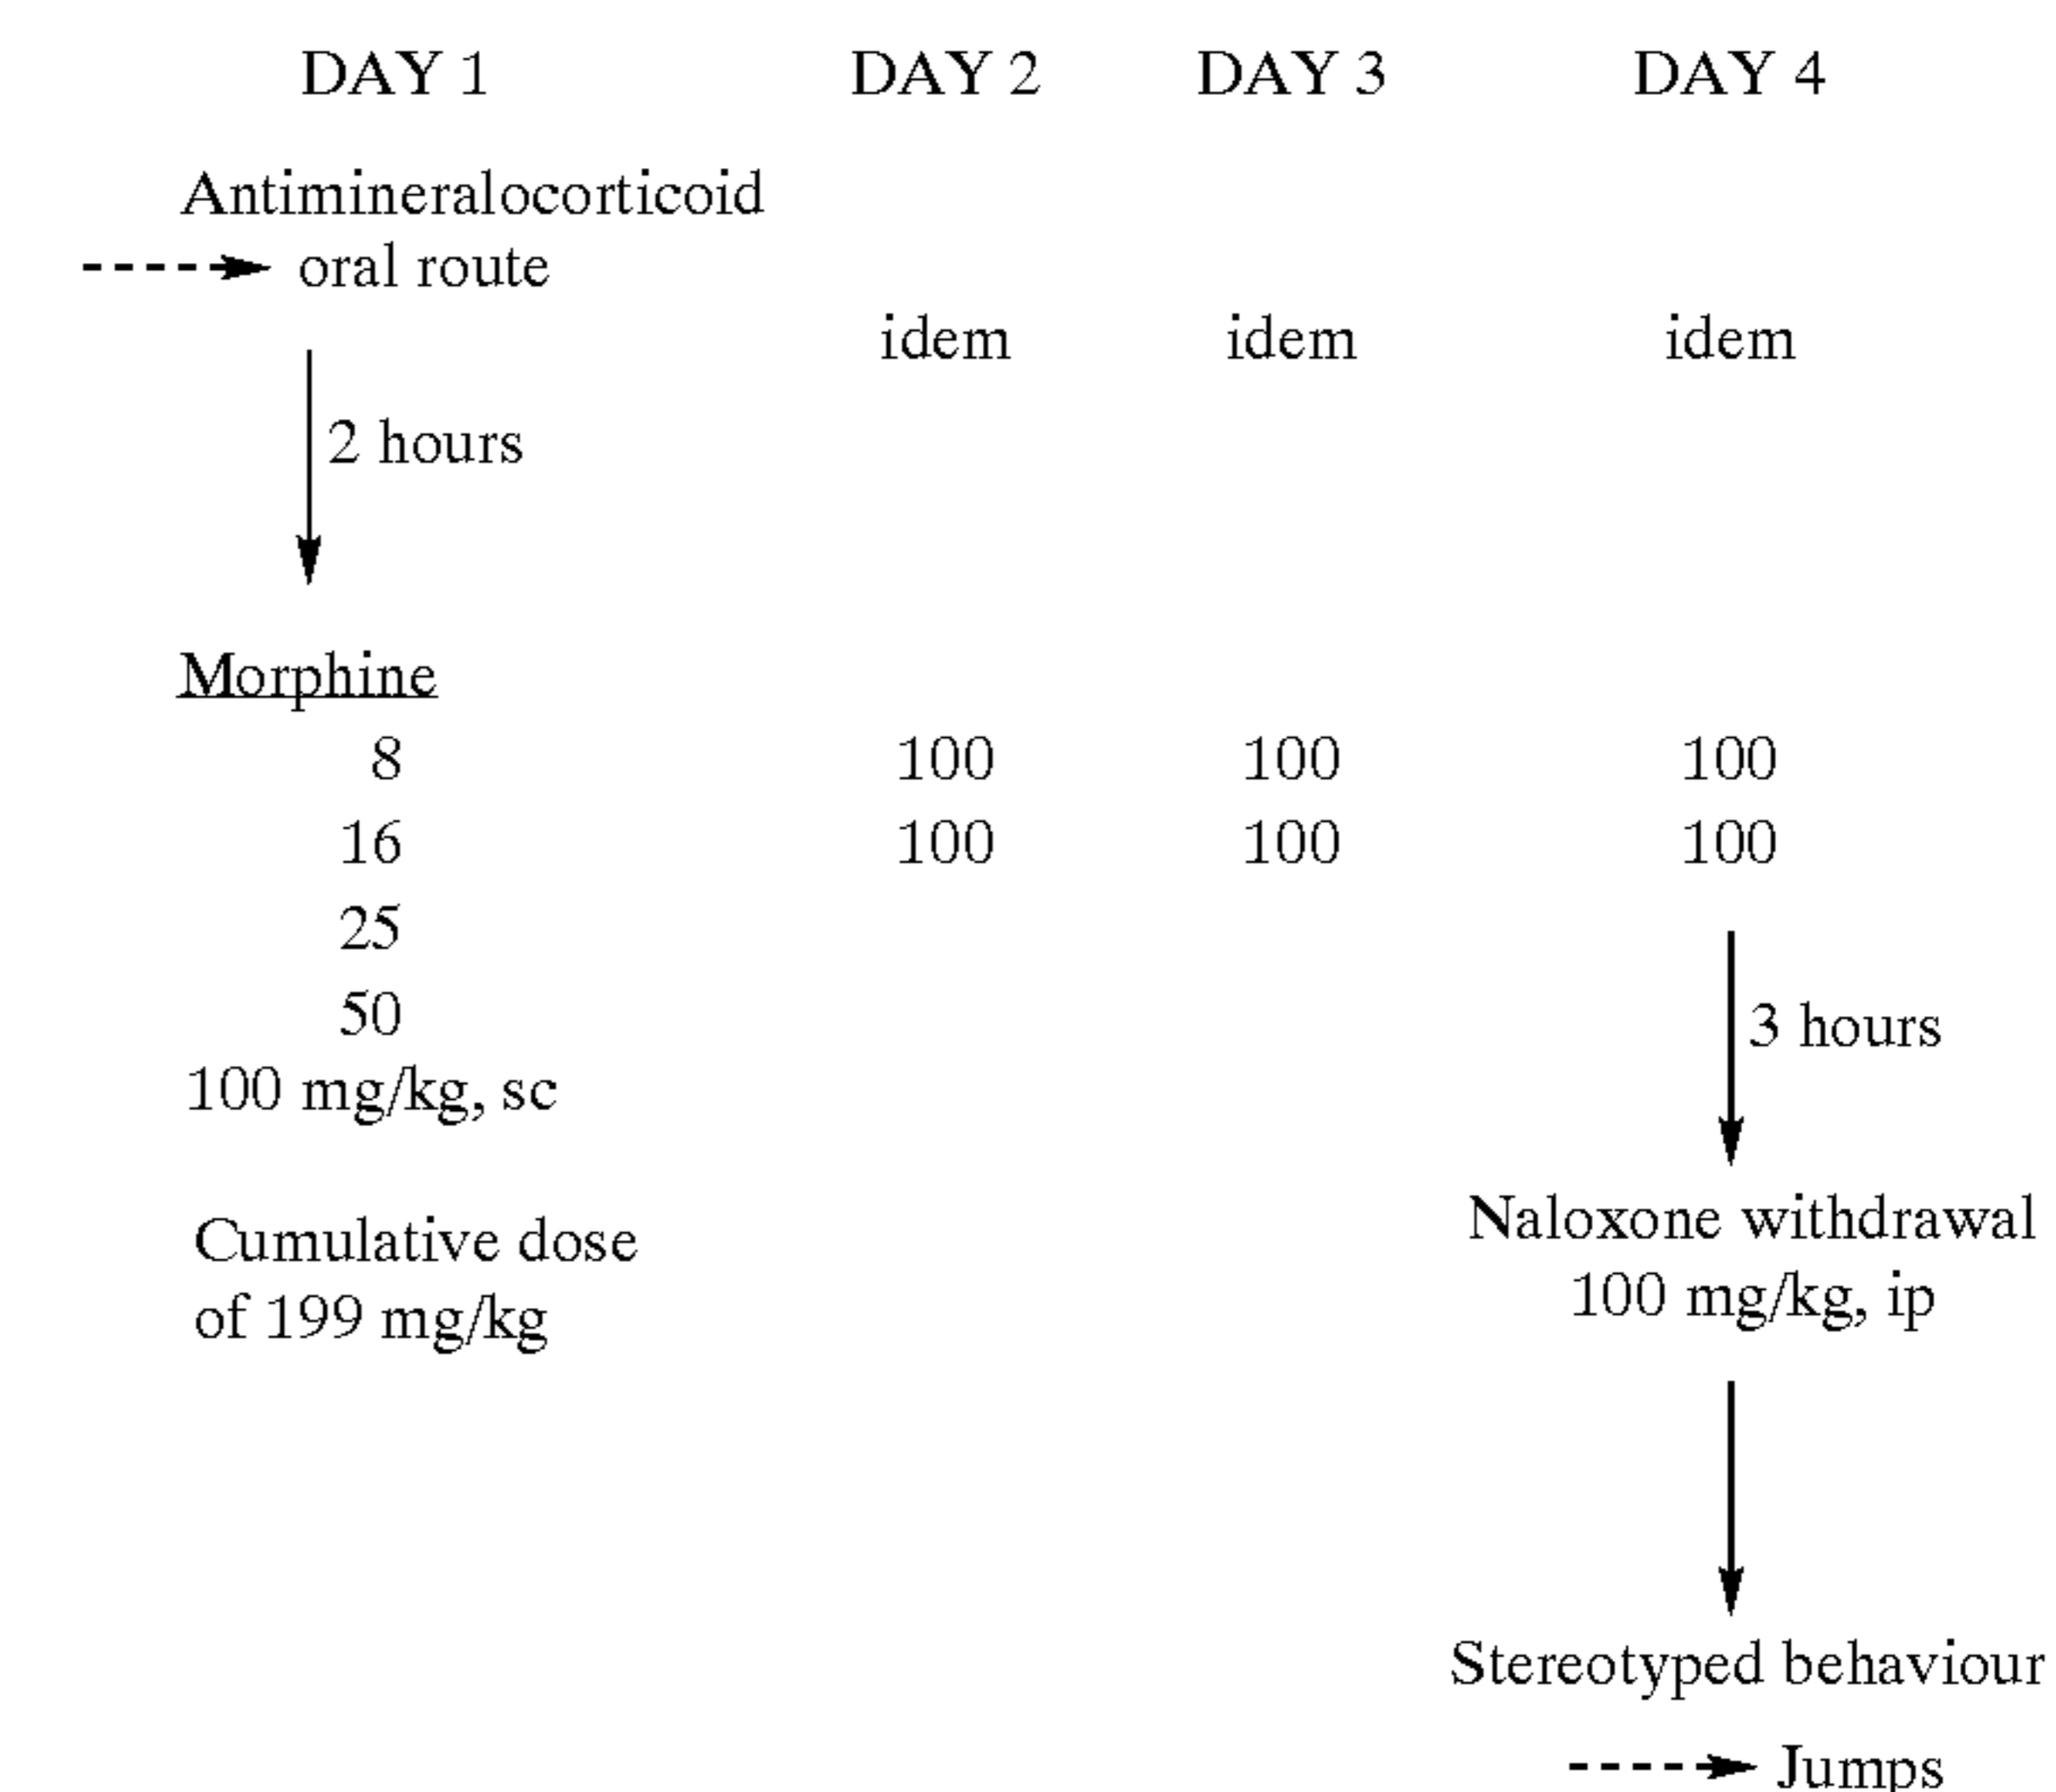 DAY 1 DAY 2 DAY 3 DAY 4
Antimineralocorticoid
oral route
idem idem idem
2 hours
Morphine
8 100 100 100
16 100 100 100
25
50
3 hours
100 mg/kg, sc
Naloxone withdrawal
Cumulative dose
100 mg/kg, ip
of 199 mg/kg
Stereotyped behaviour
Jumps